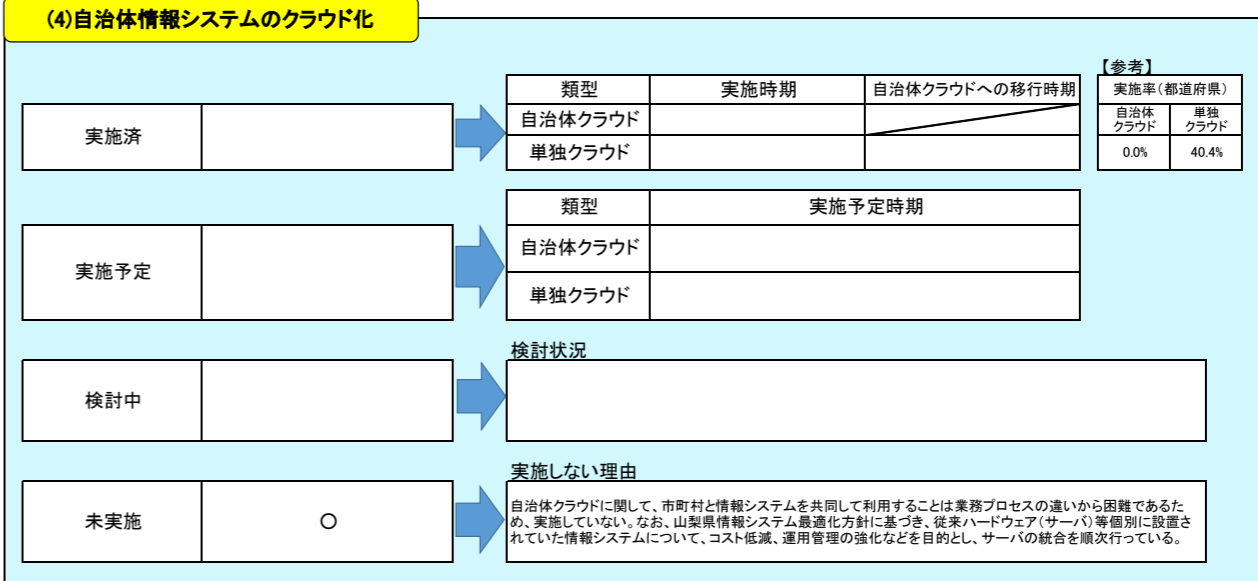 (4)自治体情報システムのクラウド化
【参考】
類型 実施時期 自治体クラウドへの移行時期
実施率(都道府県)
実施済
自治体クラウド
自治体
クラウド
単独
クラウド
単独クラウド
0.0% 40.4%
類型 実施予定時期
実施予定
自治体クラウド
単独クラウド
検討状況
検討中
実施しない理由
未実施 ○
自治体クラウドに関して、市町村と情報システムを共同して利用することは業務プロセスの違いから困難であるた
め、実施していない。なお、山梨県情報システム最適化方針に基づき、従来ハードウェア(サーバ)等個別に設置さ
れていた情報システムについて、コスト低減、運用管理の強化などを目的とし、サーバの統合を順次行っている。